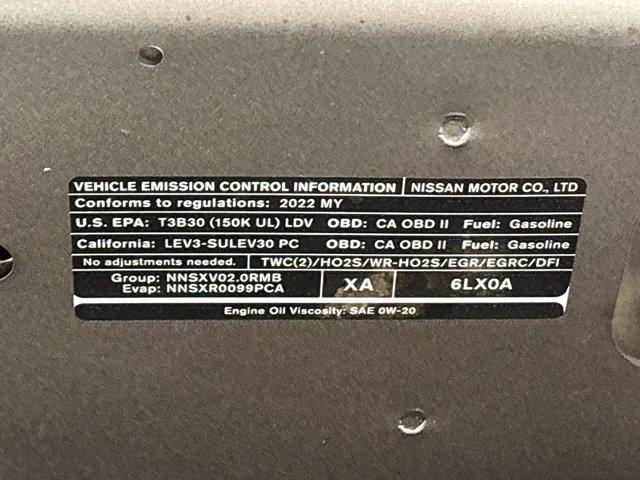 VEHICLE EMISSION CONTROL INFORMATION NISSAN MOTOR CO., LTD
Conforms to regulations: 2022 MY
U.S. EPA: T3B30 (150K UL) LDV OBD: CA OBD II Fuel: Gasoline
California: LEV3-SULEV30 PC OBD: CA OBD II Fuel: Gasoline
No adjustments needed. TWC(2)/HO2S/WR-HO2S/EGR/EGRC/DFI
Group: NNSXV02.0RMB
Evap: NNSXR0099PCA
XA
6LX0A
Engine Oil Viscosity: SAE 0W-20